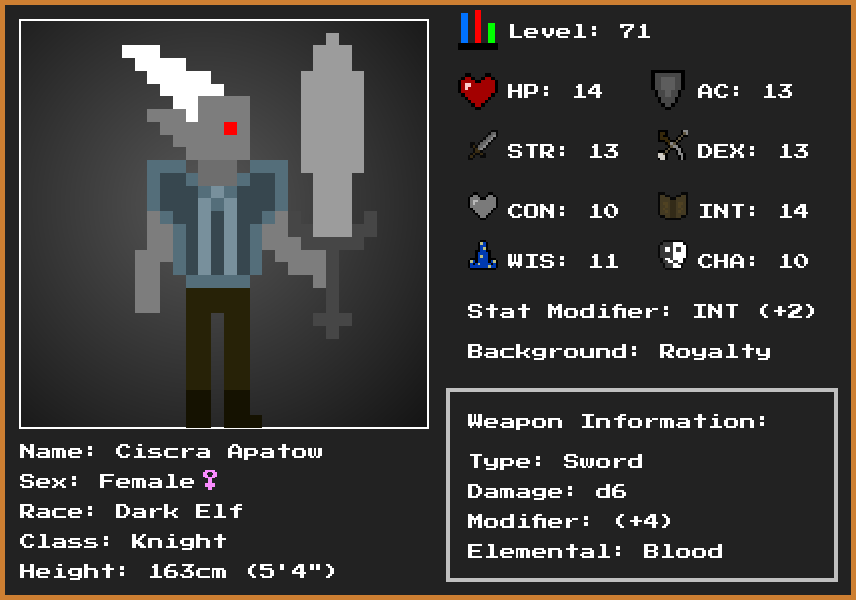 Level: 71
HP: 14 AC: 13
STR: 13 DEX: 13
CON: 10 INT: 14
WIS: 11 CHA: 10
Stat Modifier: INT (+2)
Background: Royalty
Weapon Information:
Type: Sword
Damage: d6
Modifier: (+4)
Elemental: Blood
Name: Ciscra Apatow
Sex: Female♀
Race: Dark Elf
Class: Knight
Height: 163cm (5'4")